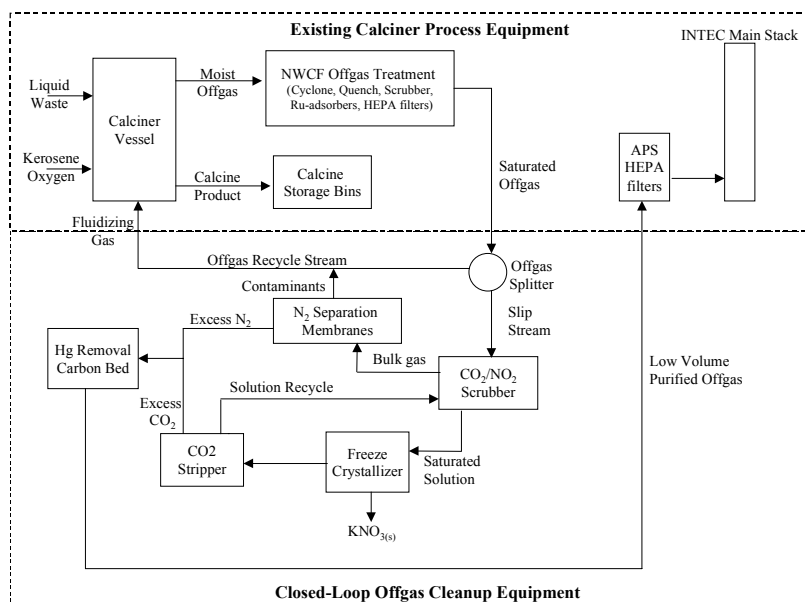 Existing Calciner Process Equipment
INTEC Main Stack
Liquid
Waste
Kerosene
Oxygen
Calciner
Vessel
Moist
Offgas
NWCF Offgas Treatment
(Cyclone, Quench, Scrubber,
Ru-adsorbers, HEPA filters)
Calcine
Product
Calcine
Storage Bins
Saturated
Offgas
APS
HEPA
filters
Fluidizing
Gas
Offgas Recycle Stream
Offgas
Splitter
Contaminants
Slip
Stream
Excess N2
N2 Separation
Membranes
Hg Removal
Carbon Bed
Bulk gas
CO2/NO2
Scrubber
Low Volume
Purified Offgas
Solution Recycle
Excess
CO2
CO2
Stripper
Freeze
Crystallizer
Saturated
Solution
KNO3(s)
Closed-Loop Offgas Cleanup Equipment